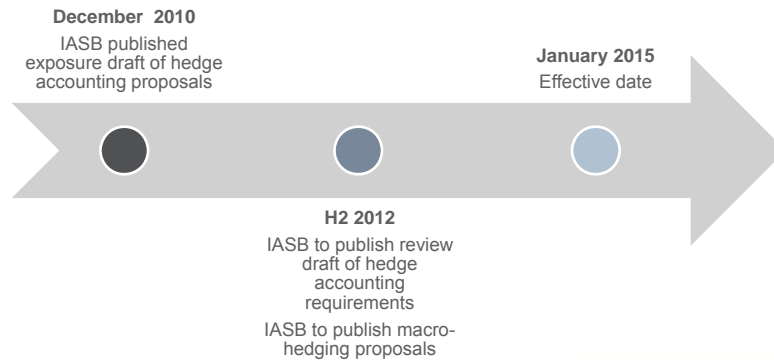 December 2010
IASB published
exposure draft of hedge
accounting proposals
January 2015
Effective date
H2 2012
IASB to publish review
draft of hedge
accounting
requirements
IASB to publish macro-
hedging proposals